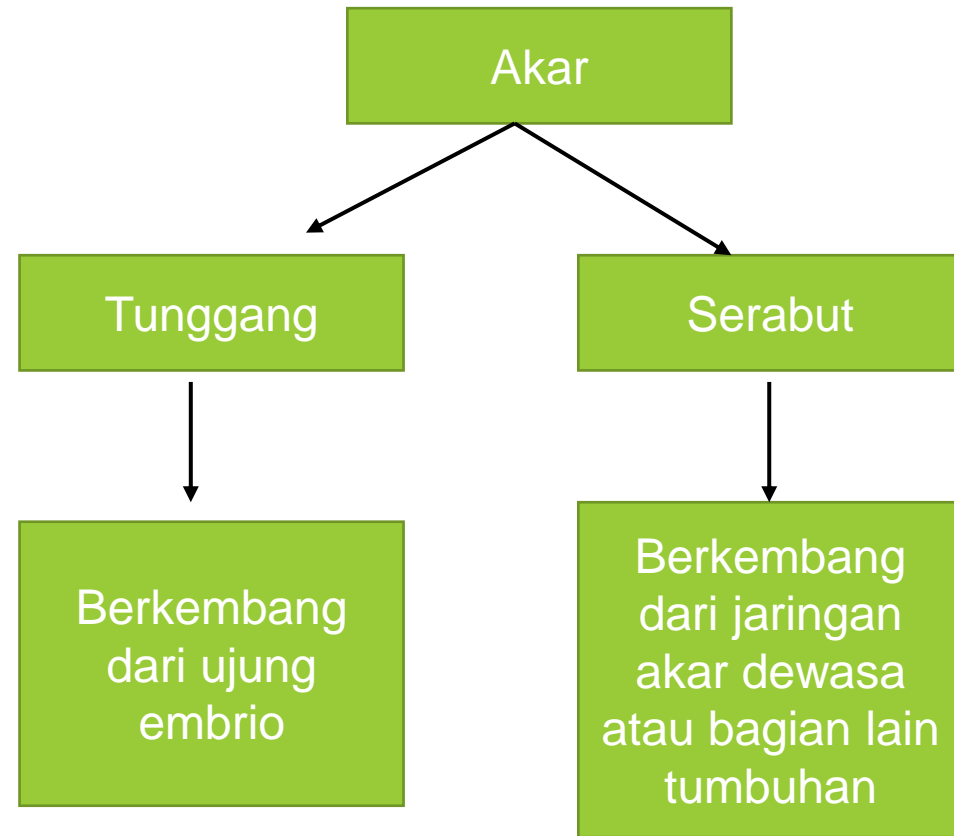 Akar
Tunggang
Serabut
Berkembang
dari ujung
embrio
Berkembang
dari jaringan
akar dewasa
atau bagian lain
tumbuhan